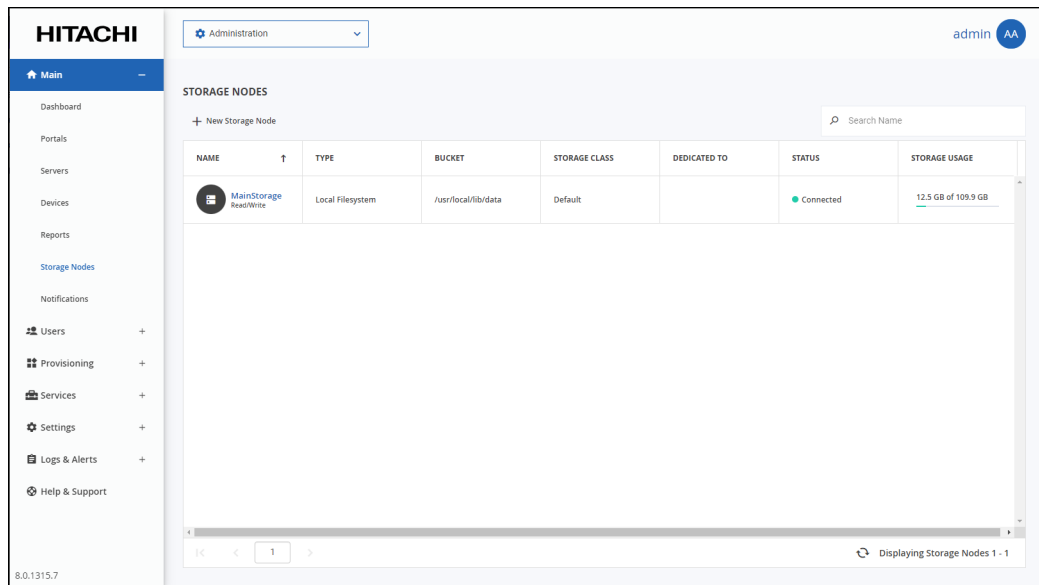 HITACHI
Administration
admin AA
Main
Dashboard
Portals
Servers
Devices
Reports
Storage Nodes
Notifications
Users
Provisioning
Services
Settings
Logs & Alerts
Help & Support
8.0.1315.7
STORAGE NODES
New Storage Node
Search Name
NAME TYPE BUCKET STORAGE CLASS DEDICATED TO STATUS STORAGE USAGE
MainStorage Local Filesystem /usr/local/lib/data Default Connected 12.5 GB of 109.9 GB
Read/Write
1
Displaying Storage Nodes 1 - 1